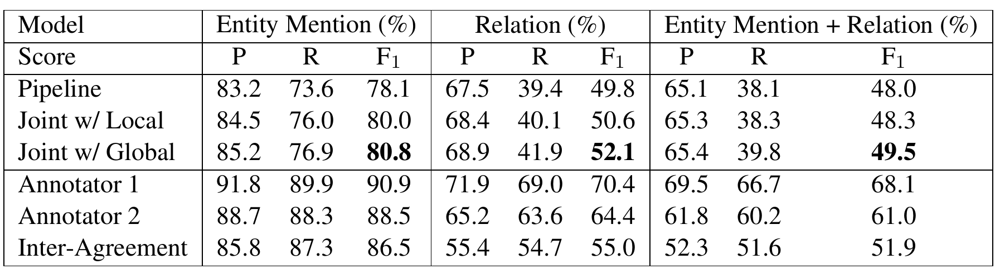 Model Entity Mention (%) Relation (%) Entity Mention + Relation (%)
Score P R F₁ P R F₁ P R F₁
Pipeline 83.2 73.6 78.1 67.5 39.4 49.8 65.1 38.1 48.0
Joint w/ Local 84.5 76.0 80.0 68.4 40.1 50.6 65.3 38.3 48.3
Joint w/ Global 85.2 76.9 80.8 68.9 41.9 52.1 65.4 39.8 49.5
Annotator 1 91.8 89.9 90.9 71.9 69.0 70.4 69.5 66.7 68.1
Annotator 2 88.7 88.3 88.5 65.2 63.6 64.4 61.8 60.2 61.0
Inter-Agreement 85.8 87.3 86.5 55.4 54.7 55.0 52.3 51.6 51.9